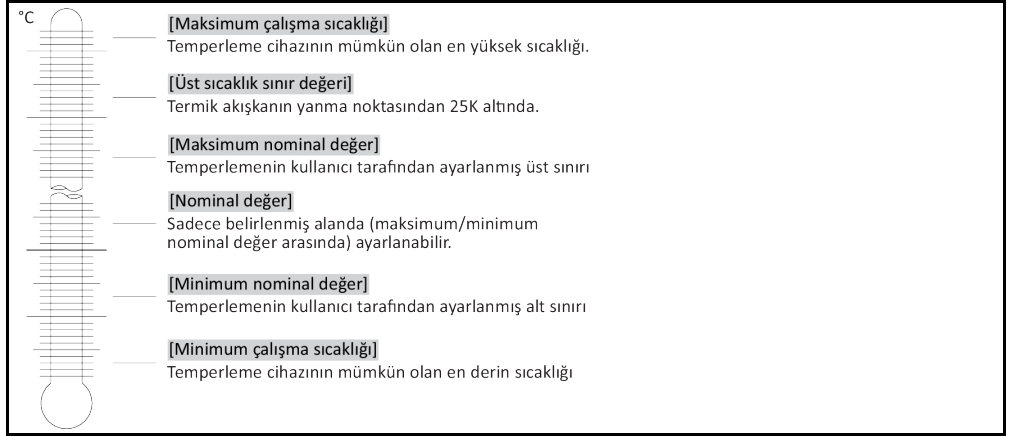 °C
[Maksimum çalışma sıcaklığı]
Temperleme cihazının mümkün olan en yüksek sıcaklığı.
[Üst sıcaklık sınır değeri]
Termik akışkanın yanma noktasından 25K altında.
[Maksimum nominal değer]
Temperlemenin kullanıcı tarafından ayarlanmış üst sınırı
[Nominal değer]
Sadece belirlenmiş alanda (maksimum/minimum
nominal değer arasında) ayarlanabilir.
[Minimum nominal değer]
Temperlemenin kullanıcı tarafından ayarlanmış alt sınırı
[Minimum çalışma sıcaklığı]
Temperleme cihazının mümkün olan en derin sıcaklığı